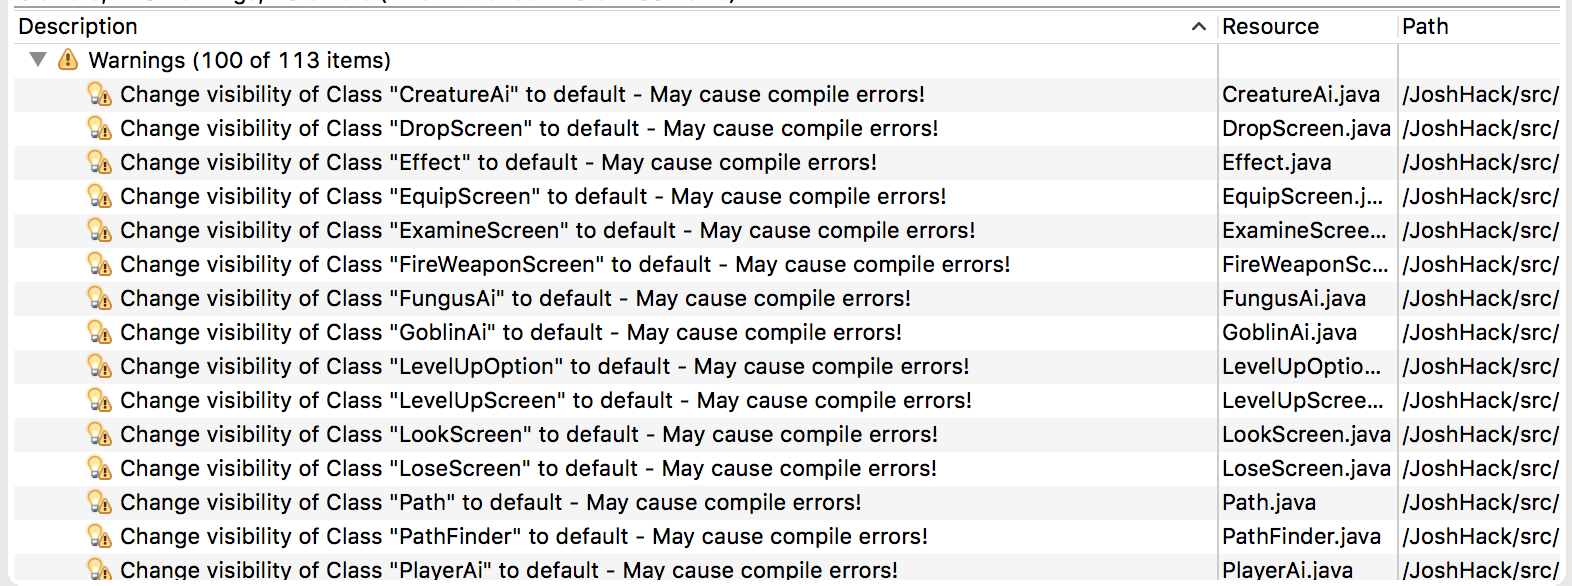 Description Resource Path
Warnings (100 of 113 items)
Change visibility of Class "CreatureAi" to default - May cause compile errors! CreatureAi.java /JoshHack/src/
Change visibility of Class "DropScreen" to default - May cause compile errors! DropScreen.java /JoshHack/src/
Change visibility of Class "Effect" to default - May cause compile errors! Effect.java /JoshHack/src/
Change visibility of Class "EquipScreen" to default - May cause compile errors! EquipScreen.j... /JoshHack/src/
Change visibility of Class "ExamineScreen" to default - May cause compile errors! ExamineScree... /JoshHack/src/
Change visibility of Class "FireWeaponScreen" to default - May cause compile errors! FireWeaponSc... /JoshHack/src/
Change visibility of Class "FungusAi" to default - May cause compile errors! FungusAi.java /JoshHack/src/
Change visibility of Class "GoblinAi" to default - May cause compile errors! GoblinAi.java /JoshHack/src/
Change visibility of Class "LevelUpOption" to default - May cause compile errors! LevelUpOptio... /JoshHack/src/
Change visibility of Class "LevelUpScreen" to default - May cause compile errors! LevelUpScree... /JoshHack/src/
Change visibility of Class "LookScreen" to default - May cause compile errors! LookScreen.java /JoshHack/src/
Change visibility of Class "LoseScreen" to default - May cause compile errors! LoseScreen.java /JoshHack/src/
Change visibility of Class "Path" to default - May cause compile errors! Path.java /JoshHack/src/
Change visibility of Class "PathFinder" to default - May cause compile errors! PathFinder.java /JoshHack/src/
Change visibility of Class "PlayerAi" to default - May cause compile errors! PlayerAi.java /JoshHack/src/